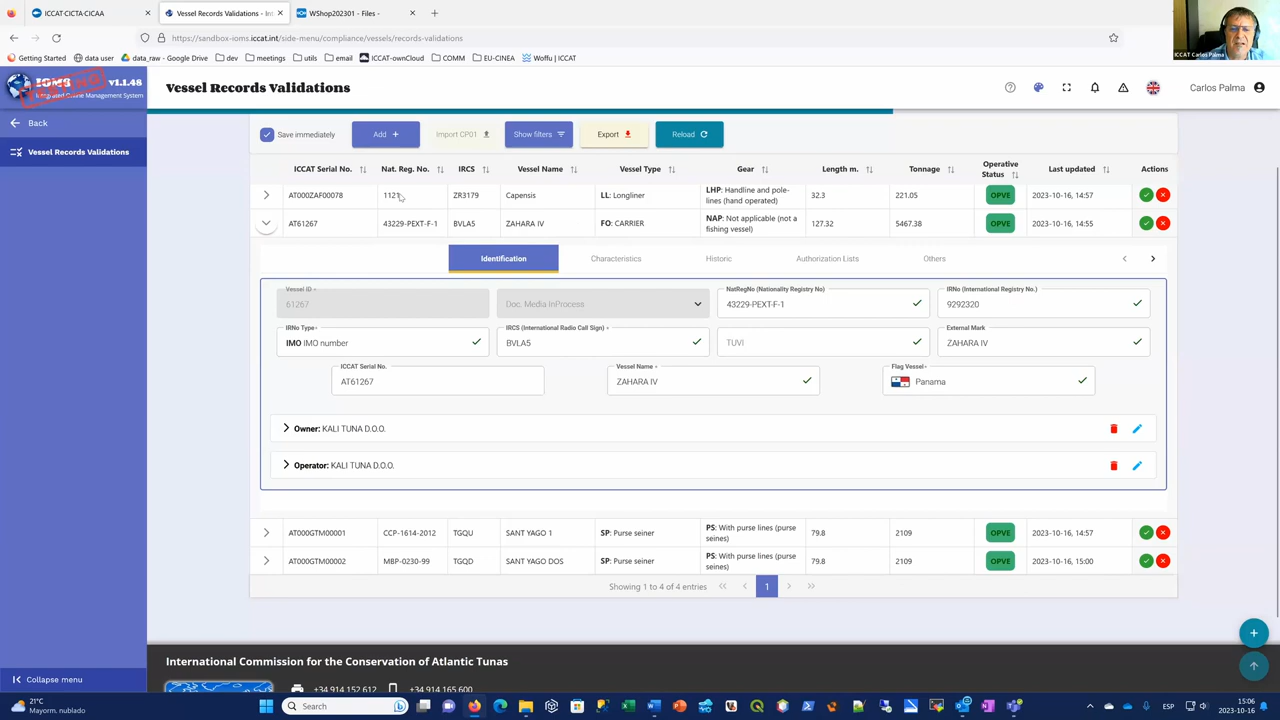 ICCAT·CICTA·CICAA
Vessel Records Validations - Int
WShop202301 - Files -
https://sandbox-ioms.iccat.int/side-menu/compliance/vessels/records-validations
Getting Started data user data_raw - Google Drive dev meetings utils email ICCAT-ownCloud COMM EU-CINEA Woffu | ICCAT
ICCAT Carlos Palma
IOMS v1.1.48
Integrated Online Management System
Vessel Records Validations
Carlos Palma
Back
Vessel Records Validations
Save immediately Add + Import CP01 Show filters Export Reload
ICCAT Serial No. Nat. Reg. No. IRCS Vessel Name Vessel Type Gear Length m. Tonnage Operative Status Last updated Actions
AT000ZAF00078 1121 ZR3179 Capensis LL: Longliner LHP: Handline and pole-lines (hand operated) 32.3 221.05 OPVE 2023-10-16, 14:57
AT61267 43229-PEXT-F-1 BVLA5 ZAHARA IV FO: CARRIER NAP: Not applicable (not a fishing vessel) 127.32 5467.38 OPVE 2023-10-16, 14:55
Identification Characteristics Historic Authorization Lists Others
Vessel ID
61267
Doc. Media InProcess
NatRegNo (Nationality Registry No)
43229-PEXT-F-1
IRNo (International Registry No.)
9292320
IRNo Type*
IMO IMO number
IRCS (International Radio Call Sign) *
BVLA5
TUVI
External Mark
ZAHARA IV
ICCAT Serial No.
AT61267
Vessel Name*
ZAHARA IV
Flag Vessel*
Panama
Owner: KALI TUNA D.O.O.
Operator: KALI TUNA D.O.O.
AT000GTM00001 CCP-1614-2012 TGQU SANT YAGO 1 SP: Purse seiner PS: With purse lines (purse seines) 79.8 2109 OPVE 2023-10-16, 14:57
AT000GTM00002 MBP-0230-99 TGQD SANT YAGO DOS SP: Purse seiner PS: With purse lines (purse seines) 79.8 2109 OPVE 2023-10-16, 15:00
Showing 1 to 4 of 4 entries 1
International Commission for the Conservation of Atlantic Tunas
+34 914 152 612 +34 914 165 600
Collapse menu
21°C
Mayorm. nublado
Search
ESP
15:06
2023-10-16